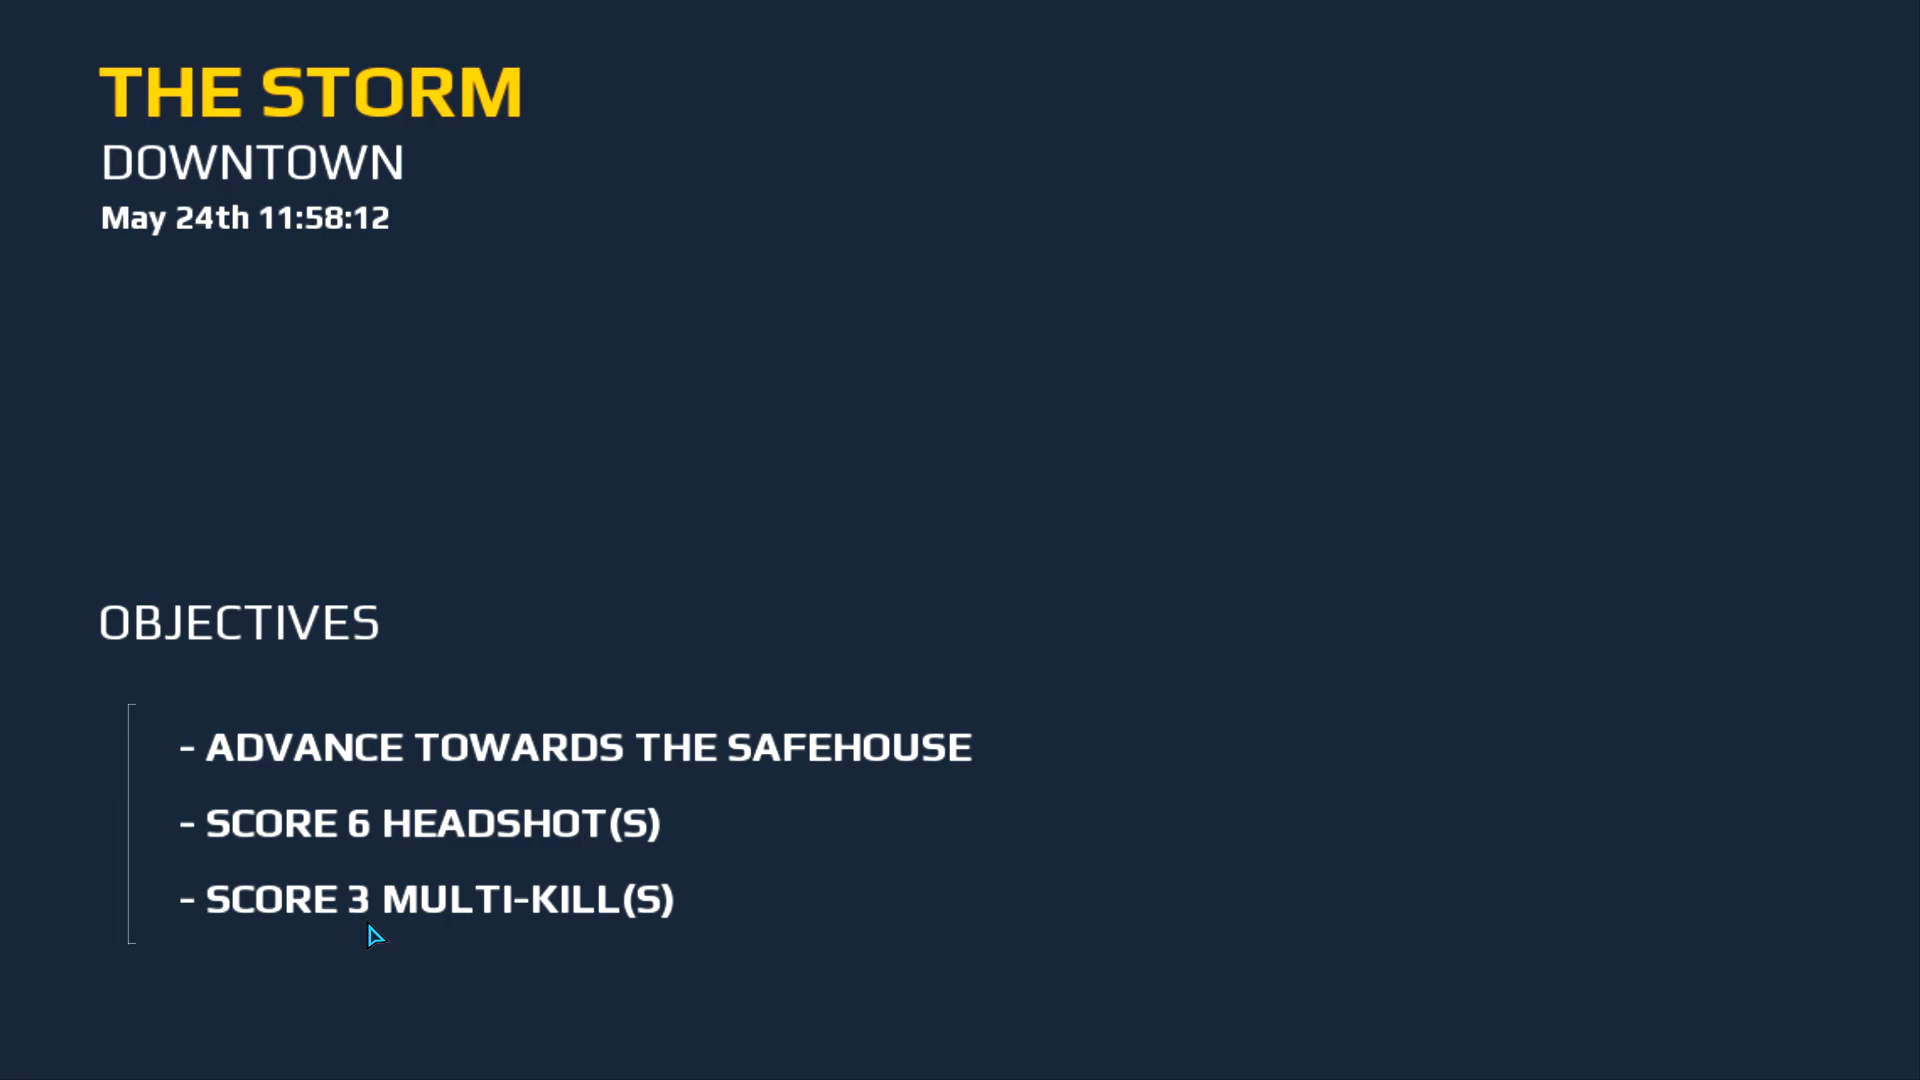 THE STORM
DOWNTOWN
May 24th 11:58:12
OBJECTIVES
- ADVANCE TOWARDS THE SAFEHOUSE
- SCORE 6 HEADSHOT(S)
- SCORE 3 MULTI-KILL(S)